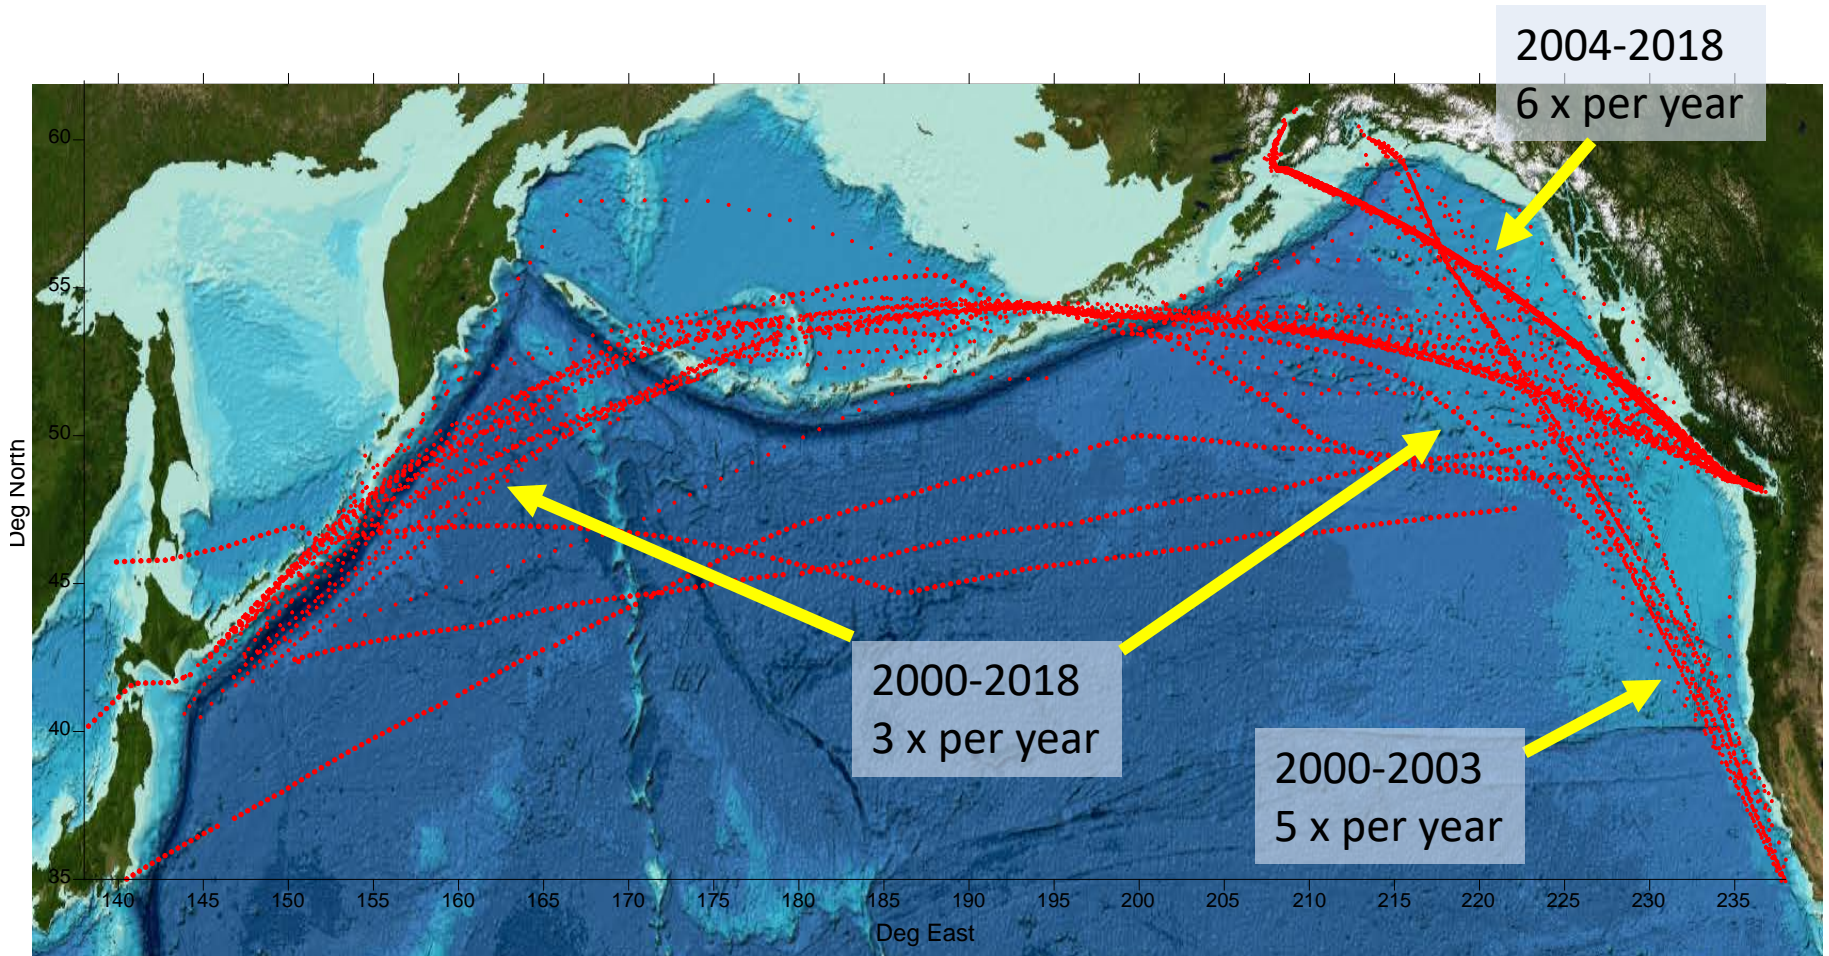 2004-2018
6 x per year
60
55
50
45
40
35
Deg North
2000-2018
3 x per year
2000-2003
5 x per year
140 145 150 155 160 165 170 175 180 185 190 195 200 205 210 215 220 225 230 235
Deg East